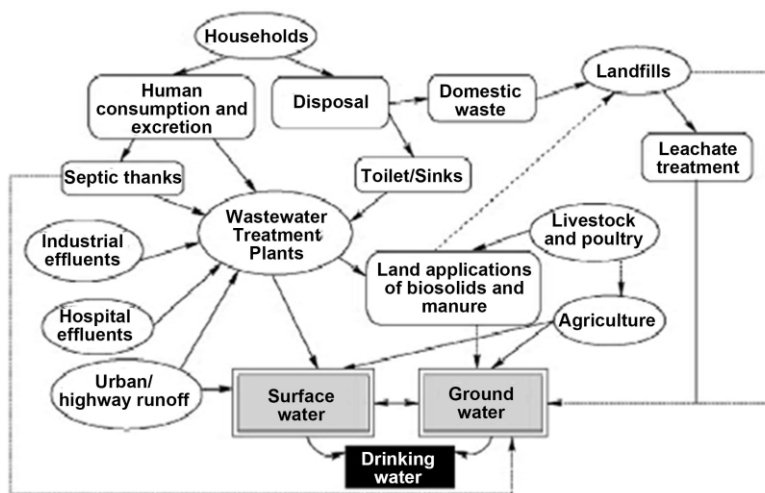 Households
Landfills
Human
consumption and
excretion
Disposal
Domestic
waste
Leachate
treatment
Septic thanks
Toilet/Sinks
Wastewater
Treatment
Plants
Livestock
and poultry
Industrial
effluents
Land applications
of biosolids and
manure
Hospital
effluents
Agriculture
Urban/
highway runoff
Surface
water
Ground
water
Drinking
water